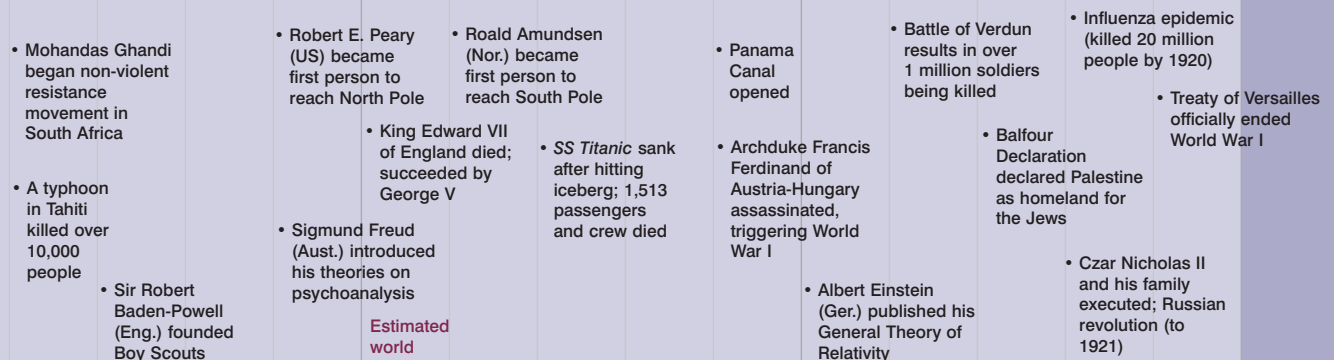 • Mohandas Ghandi
began non-violent
resistance
movement in
South Africa
• A typhoon
in Tahiti
killed over
10,000
people
• Sir Robert
Baden-Powell
(Eng.) founded
Boy Scouts
• Robert E. Peary
(US) became
first person to
reach North Pole
• King Edward VII
of England died;
succeeded by
George V
• Sigmund Freud
(Aust.) introduced
his theories on
psychoanalysis
Estimated
world
• Roald Amundsen
(Nor.) became
first person to
reach South Pole
• SS Titanic sank
after hitting
iceberg; 1,513
passengers
and crew died
• Panama
Canal
opened
• Archduke Francis
Ferdinand of
Austria-Hungary
assassinated,
triggering World
War I
• Albert Einstein
(Ger.) published his
General Theory of
Relativity
• Battle of Verdun
results in over
1 million soldiers
being killed
• Balfour
Declaration
declared Palestine
as homeland for
the Jews
• Influenza epidemic
(killed 20 million
people by 1920)
• Treaty of Versailles
officially ended
World War I
• Czar Nicholas II
and his family
executed; Russian
revolution (to
1921)